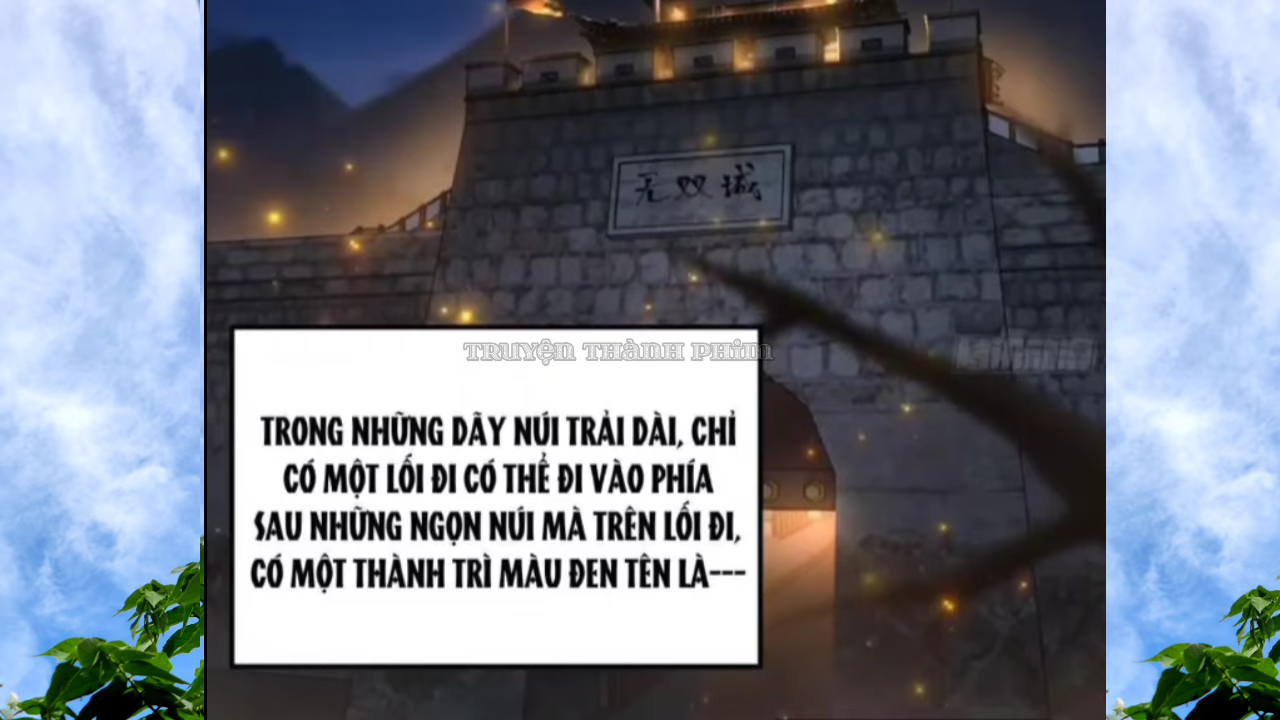 无双城
TRUYỆN THÀNH PHIM
TRONG NHỮNG DÃY NÚI TRẢI DÀI, CHỈ
CÓ MỘT LỐI ĐI CÓ THỂ ĐI VÀO PHÍA
SAU NHỮNG NGỌN NÚI MÀ TRÊN LỐI ĐI,
CÓ MỘT THÀNH TRÌ MÀU ĐEN TÊN LÀ---